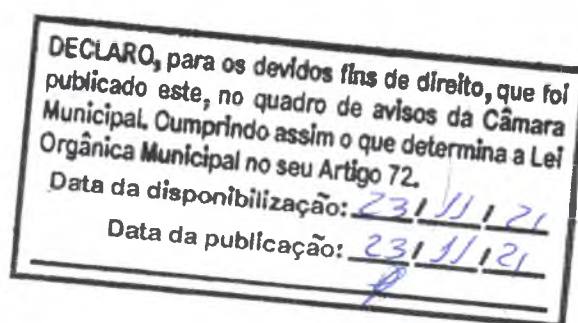 DECLARO, para os devidos fins de direito, que foi
publicado este, no quadro de avisos da Câmara
Municipal. Cumprindo assim o que determina a Lei
Orgânica Municipal no seu Artigo 72.
Data da disponibilização: 23/11/21
Data da publicação: 23/11/21